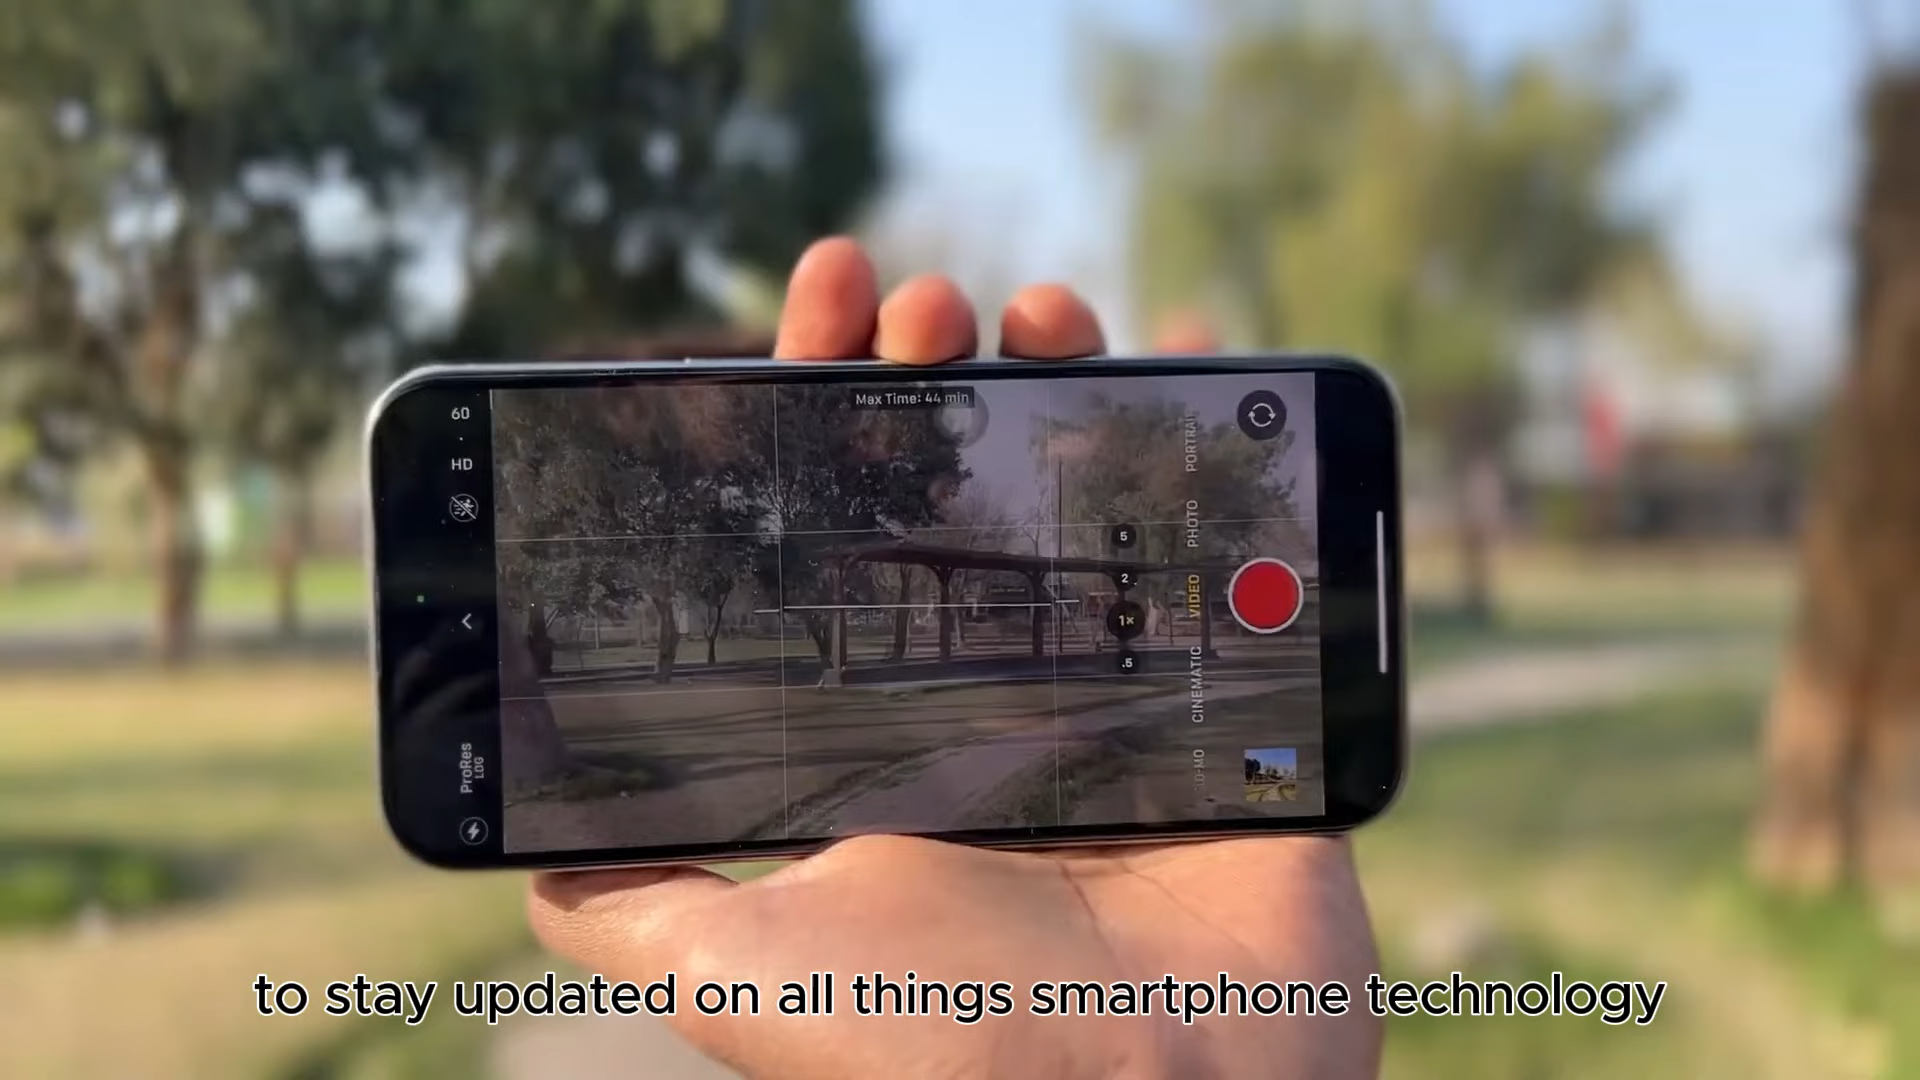 60
HD
ProRes
LOG
Max Time: 44 min
5
2
1×
.5
PORTRAIT
PHOTO
VIDEO
CINEMATIC
to stay updated on all things smartphone technology